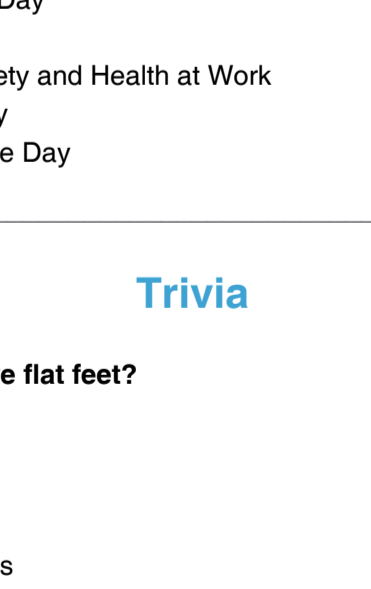 Day
ety and Health at Work
y
e Day
Trivia
e flat feet?
s